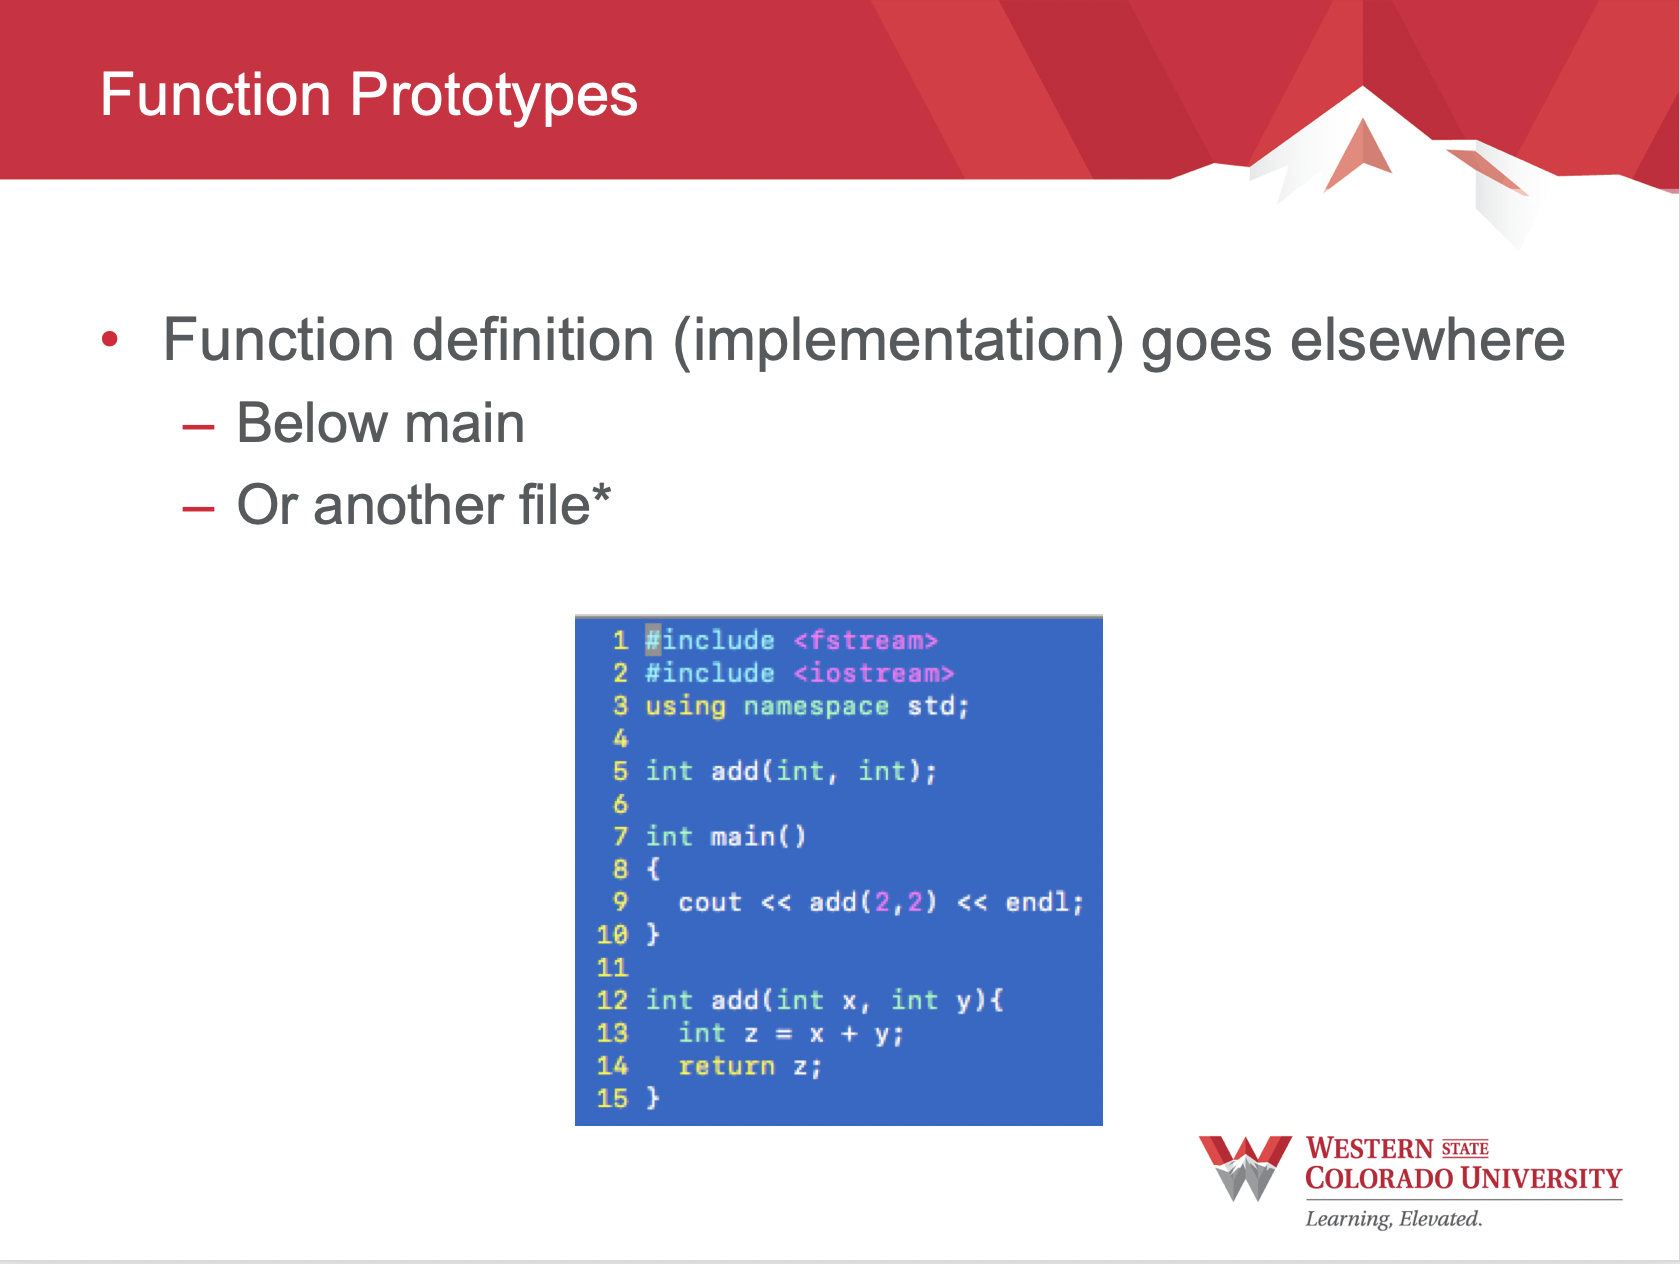 Function Prototypes
• Function definition (implementation) goes elsewhere
– Below main
– Or another file*
1 #include <fstream>
2 #include <iostream>
3 using namespace std;
4
5 int add(int, int);
6
7 int main()
8 {
9   cout << add(2,2) << endl;
10 }
11
12 int add(int x, int y){
13   int z = x + y;
14   return z;
15 }
WESTERN STATE
COLORADO UNIVERSITY
Learning, Elevated.